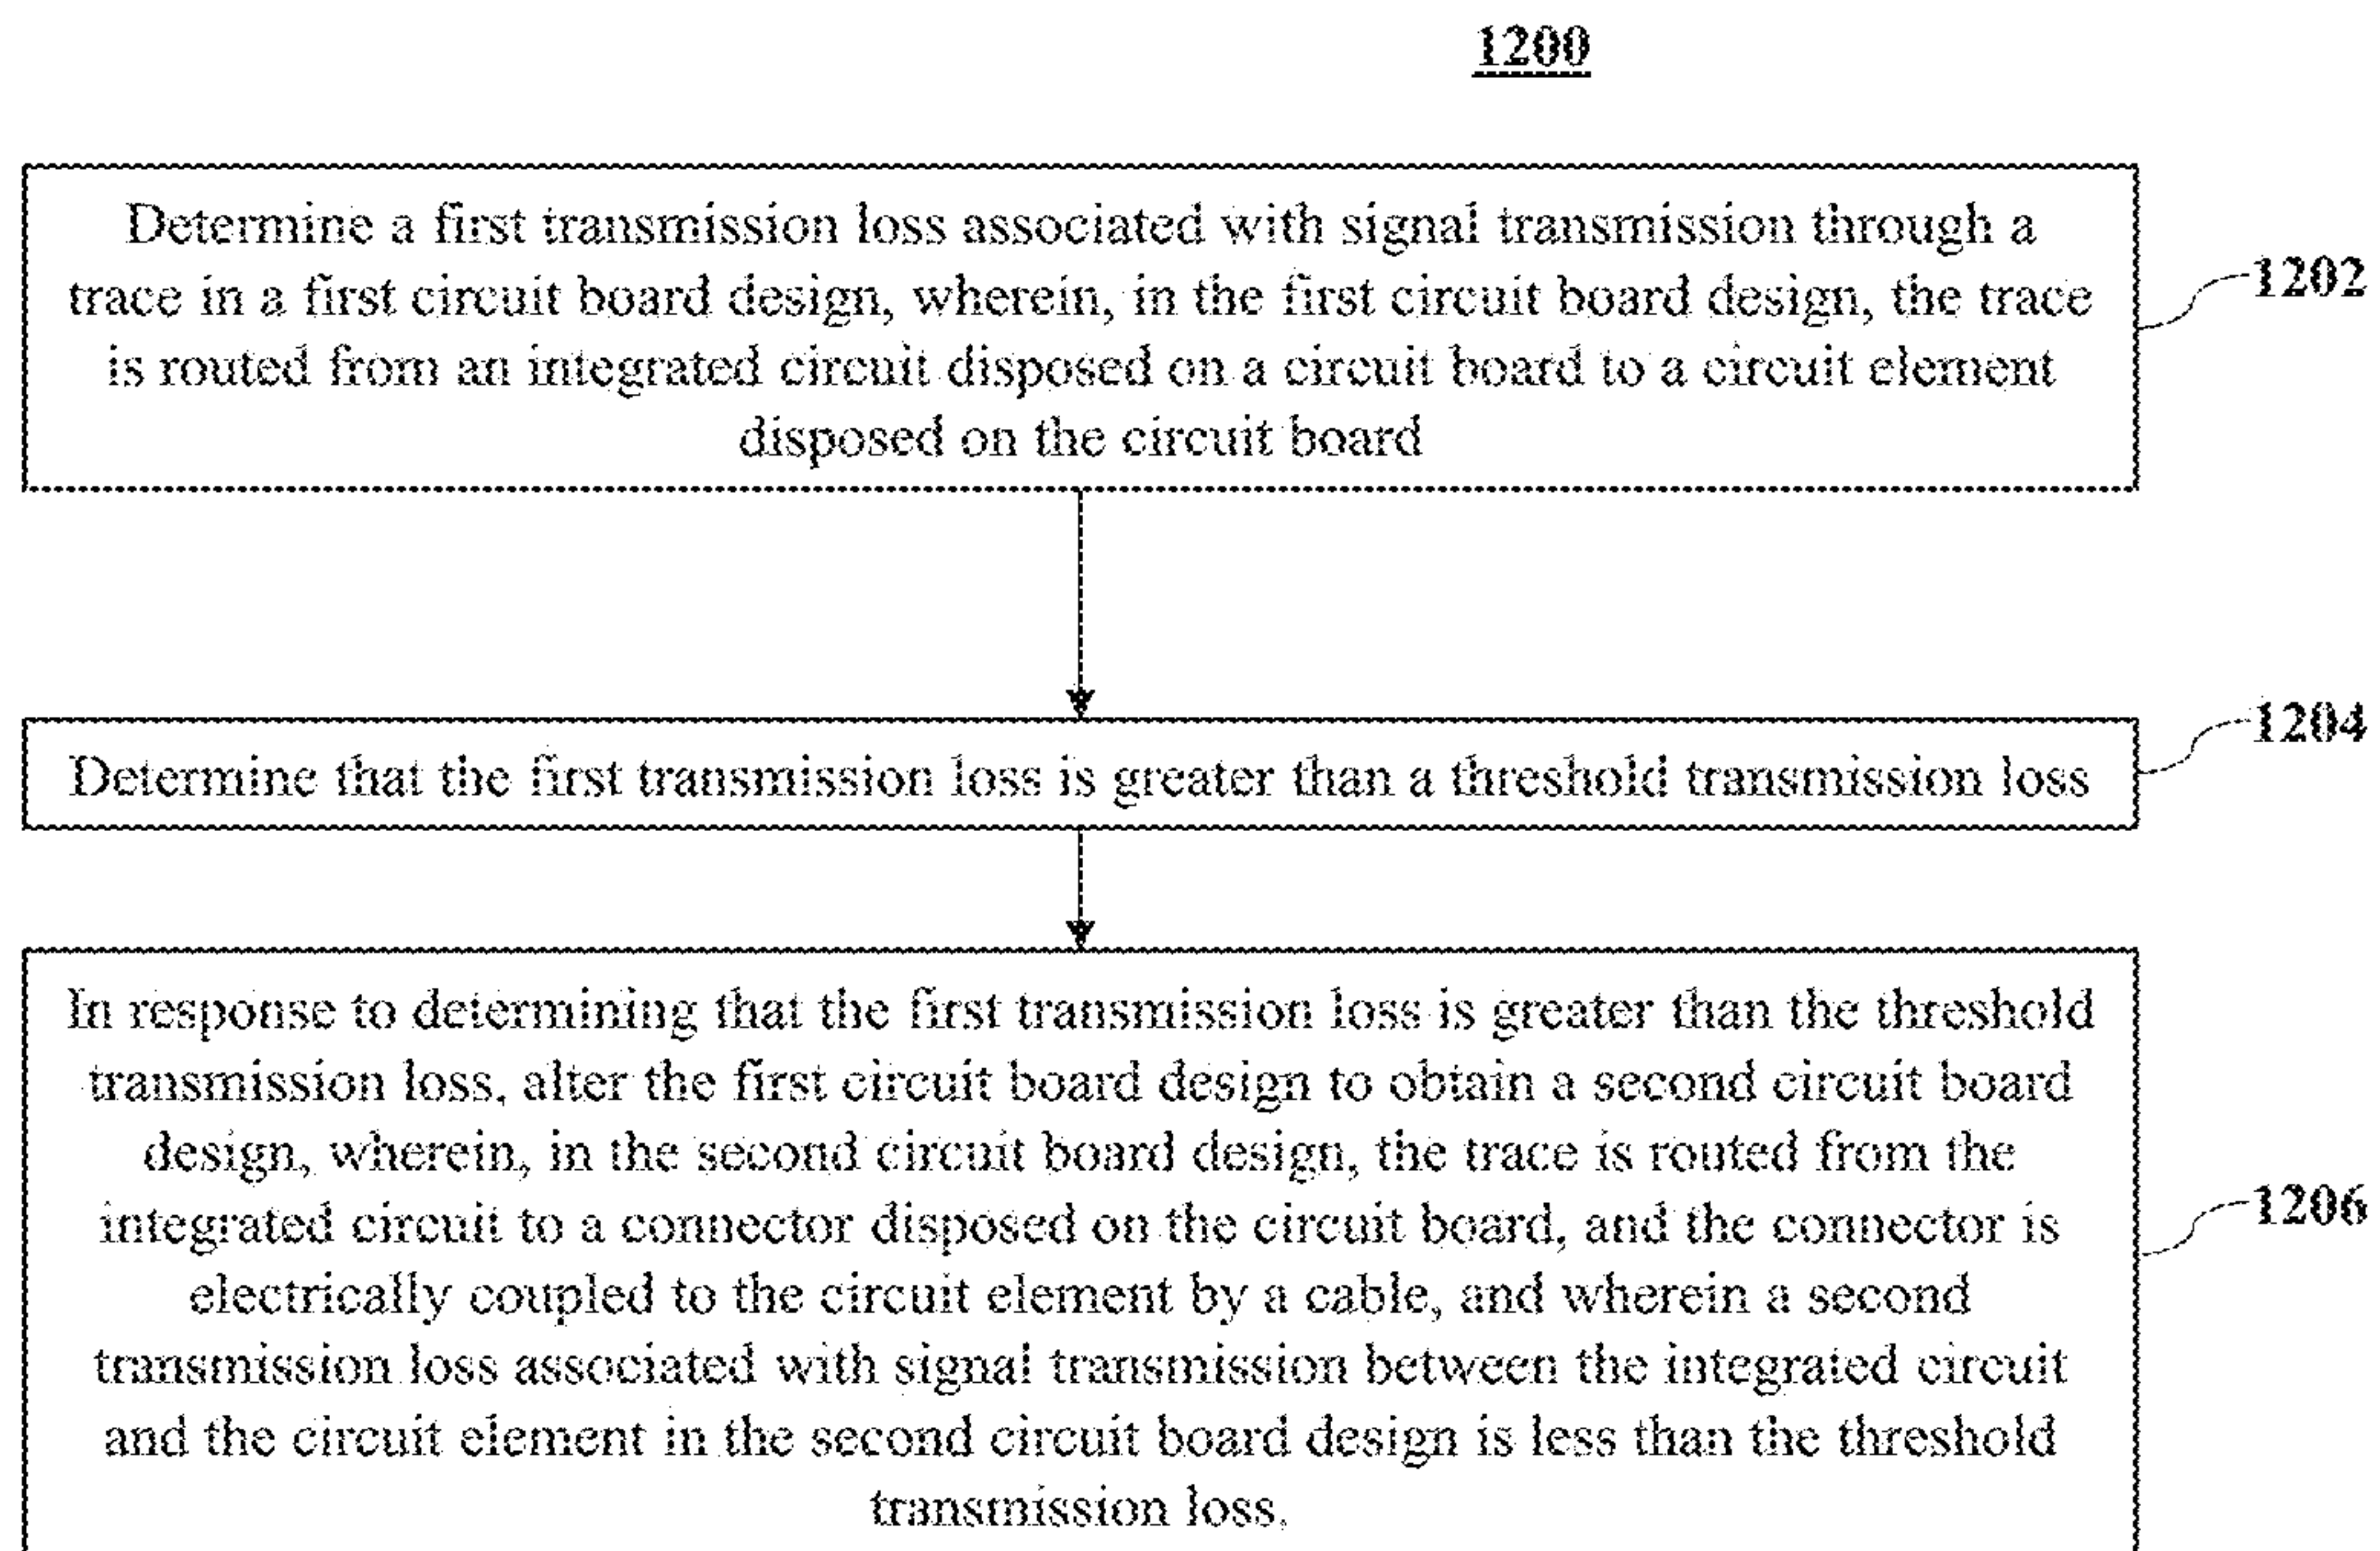 1200
Determine a first transmission loss associated with signal transmission through a
trace in a first circuit board design, wherein, in the first circuit board design, the trace
is routed from an integrated circuit disposed on a circuit board to a circuit element
disposed on the circuit board
1202
Determine that the first transmission loss is greater than a threshold transmission loss
1204
In response to determining that the first transmission loss is greater than the threshold
transmission loss, alter the first circuit board design to obtain a second circuit board
design, wherein, in the second circuit board design, the trace is routed from the
integrated circuit to a connector disposed on the circuit board, and the connector is
electrically coupled to the circuit element by a cable, and wherein a second
transmission loss associated with signal transmission between the integrated circuit
and the circuit element in the second circuit board design is less than the threshold
transmission loss.
1206